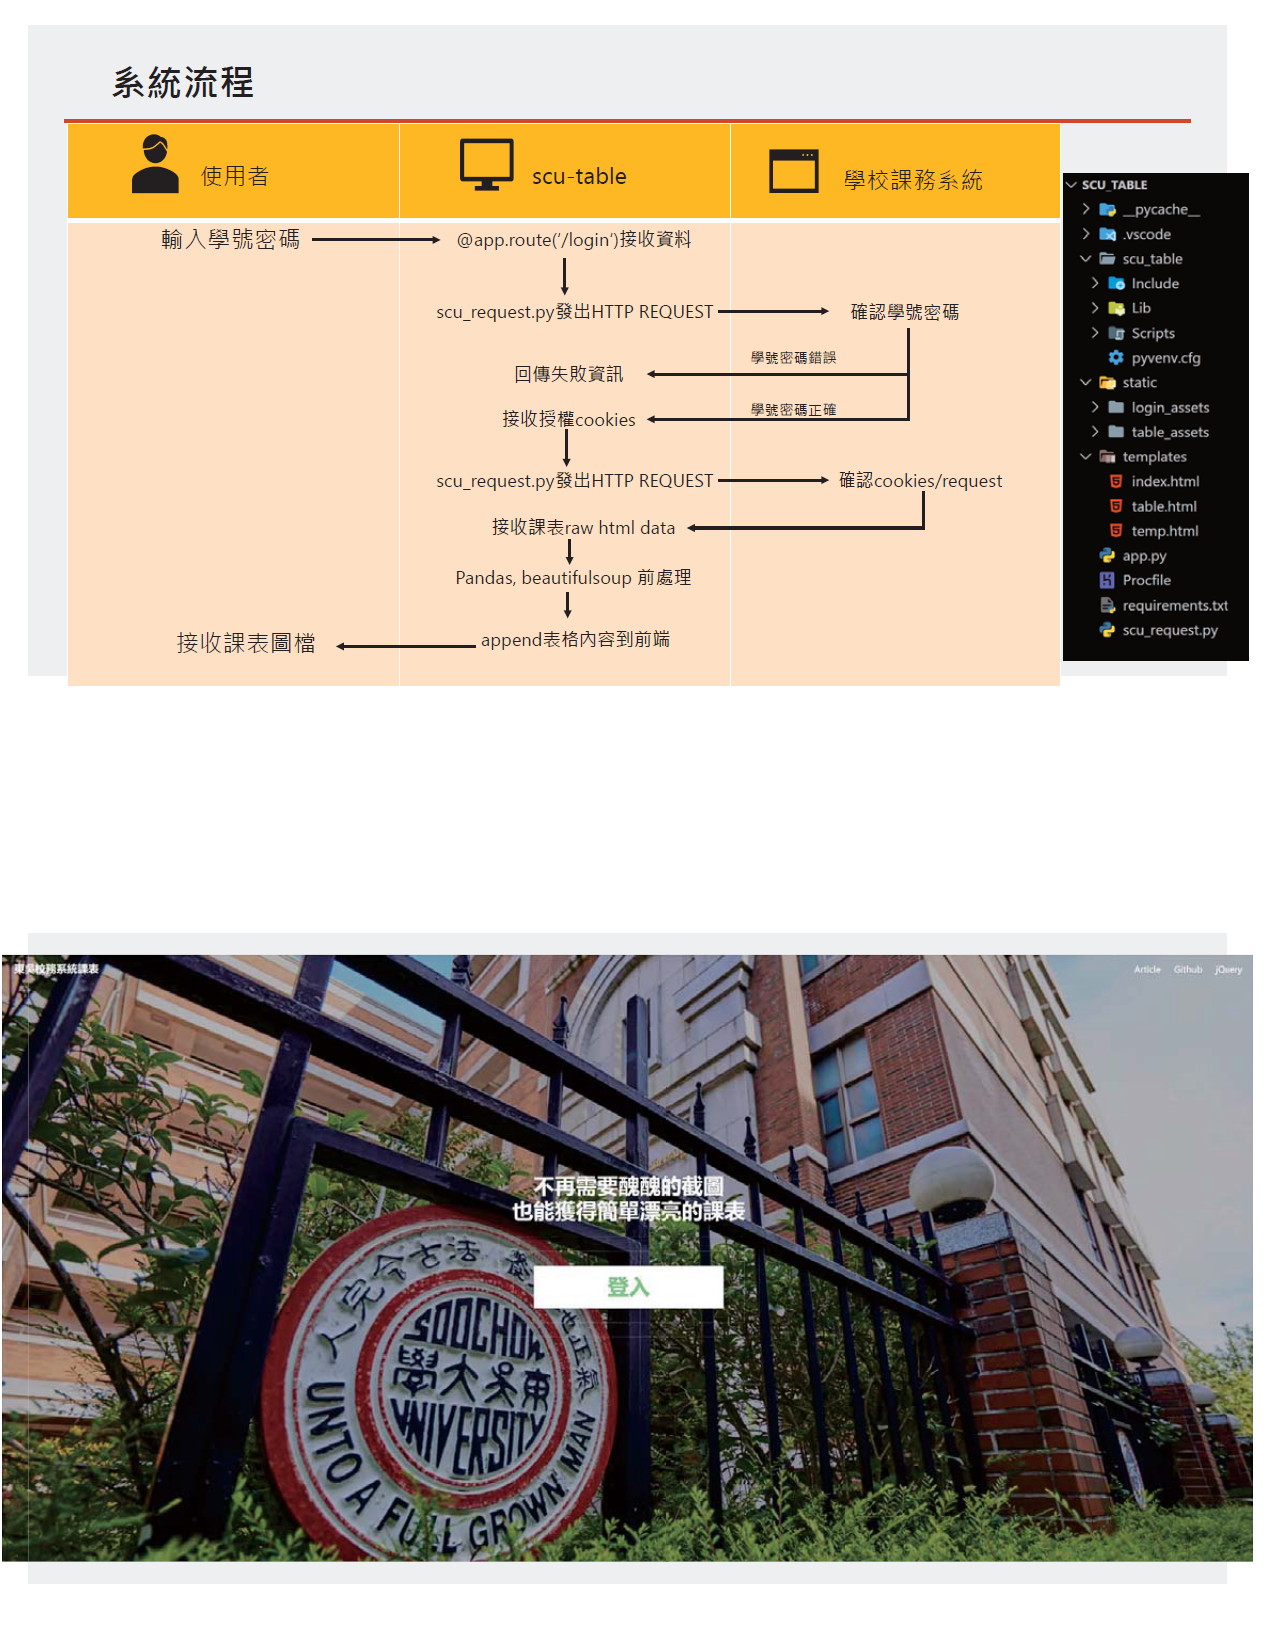 系統流程
使用者
scu-table
學校課務系統
輸入學號密碼
@app.route('/login')接收資料
scu_request.py發出HTTP REQUEST
確認學號密碼
學號密碼錯誤
回傳失敗資訊
學號密碼正確
接收授權cookies
scu_request.py發出HTTP REQUEST
確認cookies/request
接收課表raw html data
Pandas, beautifulsoup 前處理
append表格內容到前端
接收課表圖檔
SCU_TABLE
__pycache__
.vscode
scu_table
Include
Lib
Scripts
pyvenv.cfg
static
login_assets
table_assets
templates
index.html
table.html
temp.html
app.py
Procfile
requirements.txt
scu_request.py
東吳校務系統課表
Article Github jQuery
不再需要醜醜的截圖
也能獲得簡單漂亮的課表
登入
人完今古法
正氣
SOOCHOW
學大吳東
UNIVERSITY
UNTO A FULL GROWN MAN